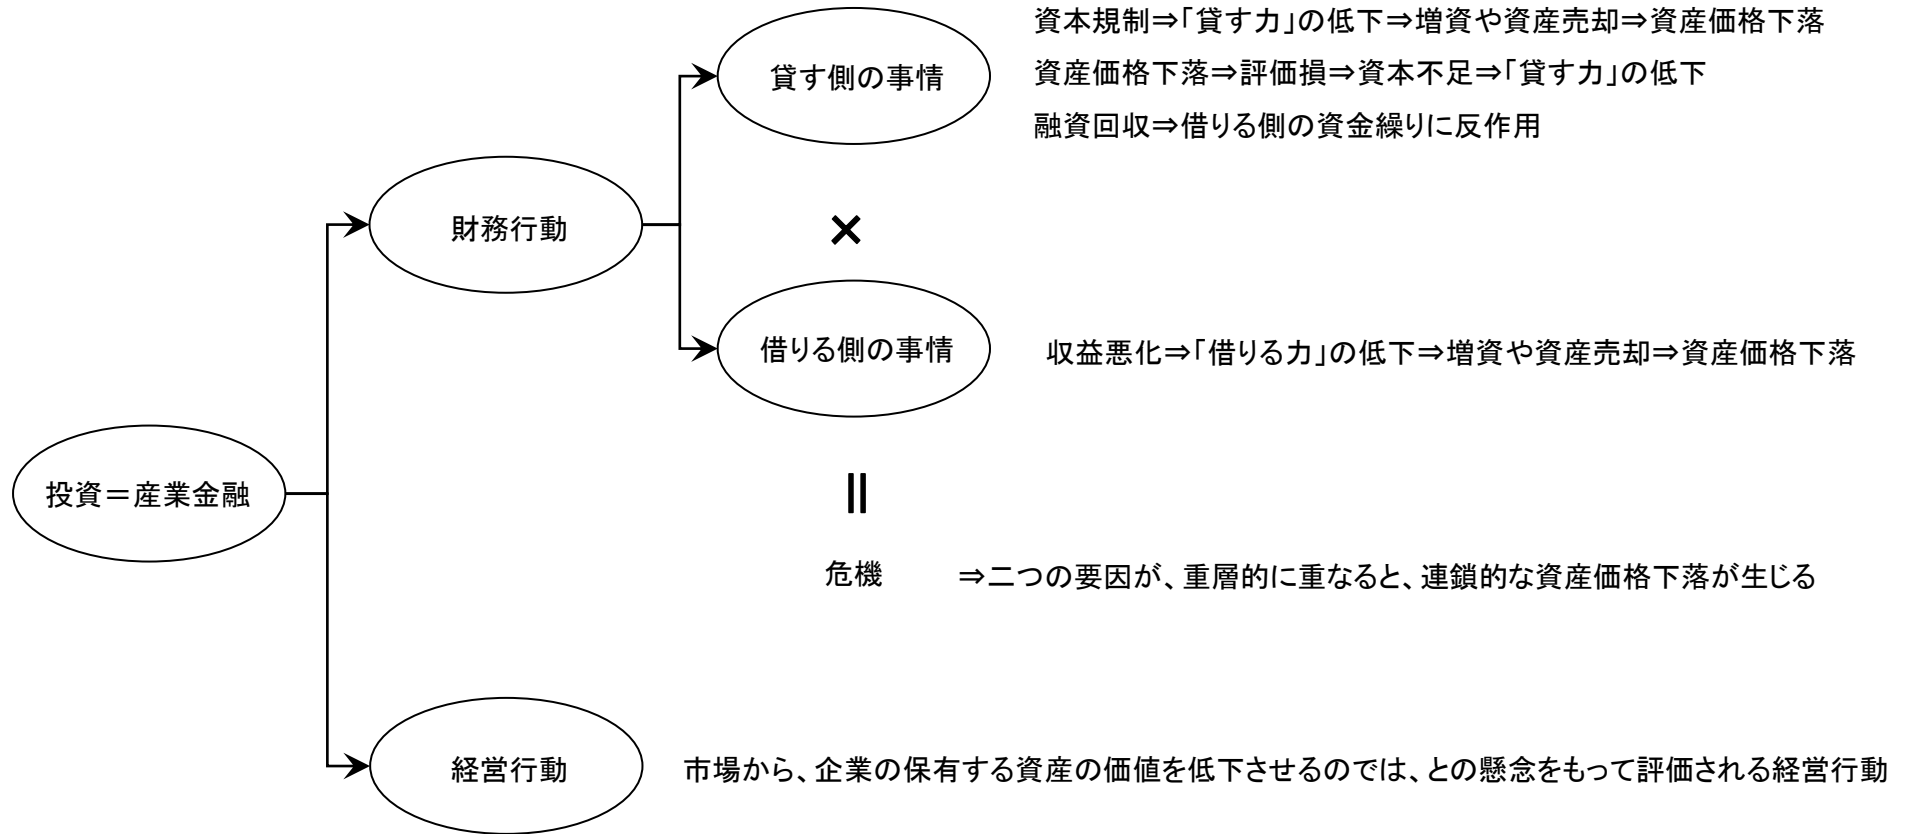 資本規制⇒「貸す力」の低下⇒増資や資産売却⇒資産価格下落
貸す側の事情
資産価格下落⇒評価損⇒資本不足⇒「貸す力」の低下
融資回収⇒借りる側の資金繰りに反作用
財務行動
×
借りる側の事情
収益悪化⇒「借りる力」の低下⇒増資や資産売却⇒資産価格下落
投資＝産業金融
||
危機 ⇒二つの要因が、重層的に重なると、連鎖的な資産価格下落が生じる
経営行動
市場から、企業の保有する資産の価値を低下させるのでは、との懸念をもって評価される経営行動